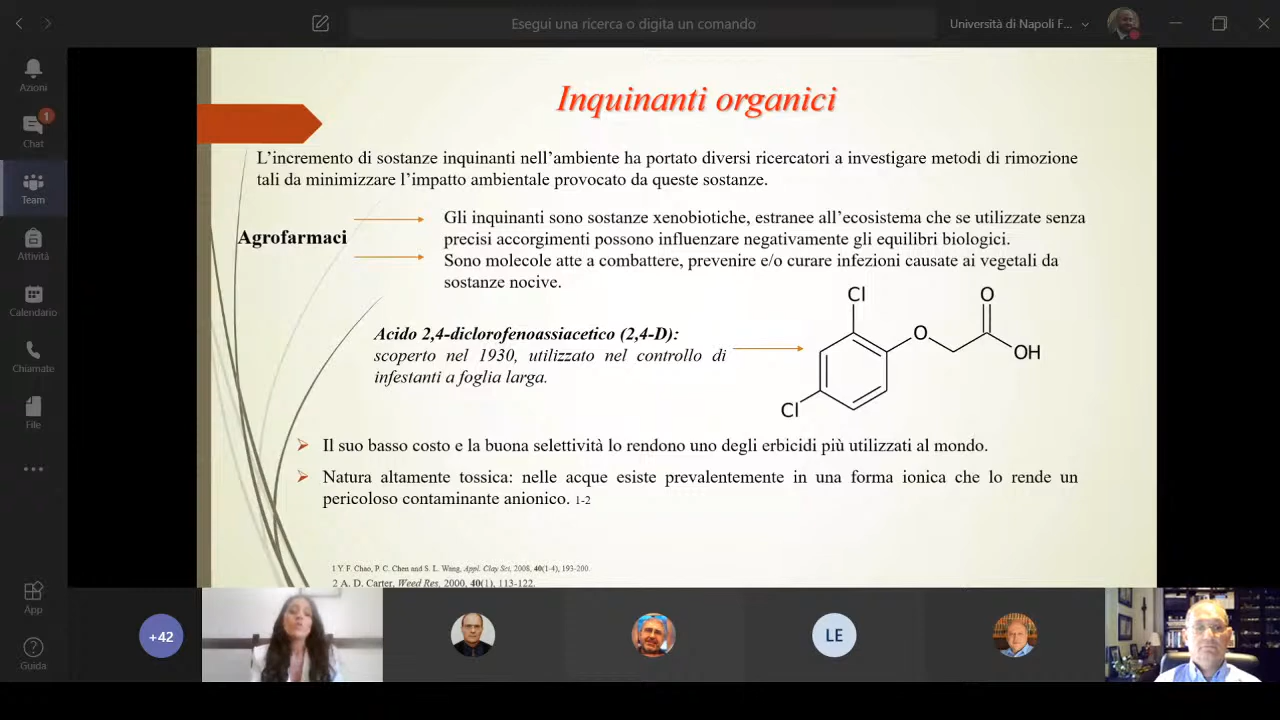 Esegui una ricerca o digita un comando
Università di Napoli F...
Azioni
1
Chat
Team
Attività
Calendario
Chiamate
File
App
Guida
Inquinanti organici
L’incremento di sostanze inquinanti nell’ambiente ha portato diversi ricercatori a investigare metodi di rimozione
tali da minimizzare l’impatto ambientale provocato da queste sostanze.
Agrofarmaci
Gli inquinanti sono sostanze xenobiotiche, estranee all’ecosistema che se utilizzate senza
precisi accorgimenti possono influenzare negativamente gli equilibri biologici.
Sono molecole atte a combattere, prevenire e/o curare infezioni causate ai vegetali da
sostanze nocive.
Acido 2,4-diclorofenoassiacetico (2,4-D):
scoperto nel 1930, utilizzato nel controllo di
infestanti a foglia larga.
Cl
O
O
OH
Cl
Il suo basso costo e la buona selettività lo rendono uno degli erbicidi più utilizzati al mondo.
Natura altamente tossica: nelle acque esiste prevalentemente in una forma ionica che lo rende un
pericoloso contaminante anionico. 1-2
1 Y. F. Chao, P. C. Chen and S. L. Wang, Appl. Clay Sci, 2008, 40(1-4), 193-200.
2 A. D. Carter, Weed Res, 2000, 40(1), 113-122.
+42
LE